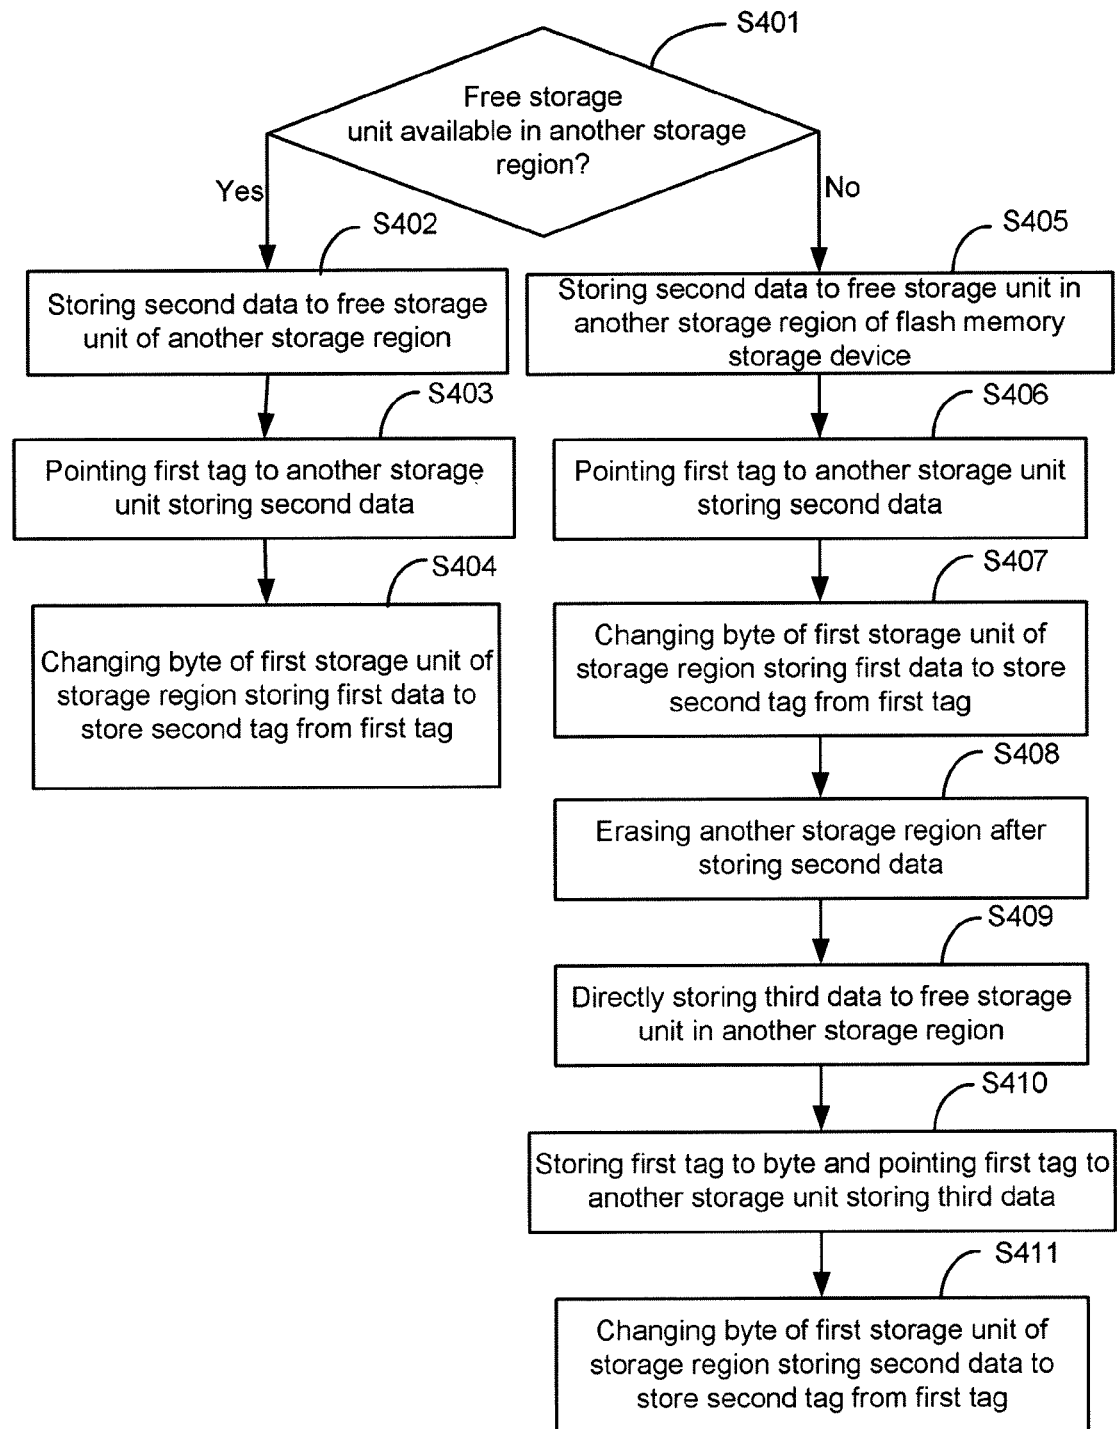 S401
Free storage
unit available in another storage
region?
Yes
No
S402
Storing second data to free storage
unit of another storage region
S403
Pointing first tag to another storage
unit storing second data
S404
Changing byte of first storage unit of
storage region storing first data to
store second tag from first tag
S405
Storing second data to free storage unit in
another storage region of flash memory
storage device
S406
Pointing first tag to another storage unit
storing second data
S407
Changing byte of first storage unit of
storage region storing first data to store
second tag from first tag
S408
Erasing another storage region after
storing second data
S409
Directly storing third data to free storage
unit in another storage region
S410
Storing first tag to byte and pointing first tag to
another storage unit storing third data
S411
Changing byte of first storage unit of
storage region storing second data to
store second tag from first tag